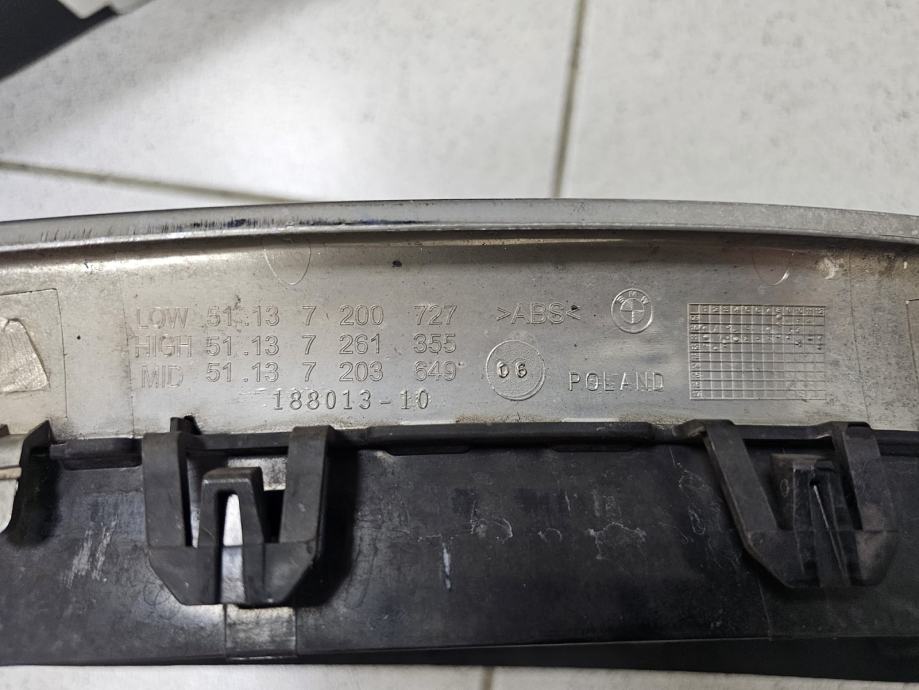 LOW 51.13 7 200 727 >ABS<
HIGH 51.13 7 261 355
MID 51.13 7 203 649
188013-10
BMW
06
POLAND